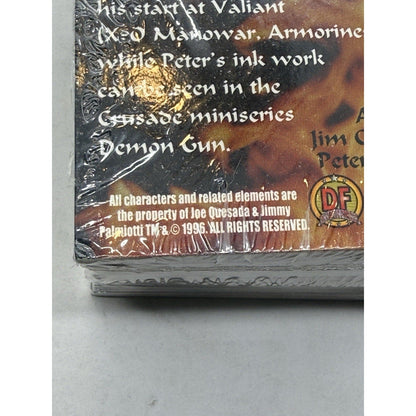 his start at Valiant
(X-O Manowar, Armorines
while Peter's ink work
can be seen in the
Crusade miniseries
Demon Gun.
Jim C
Peter
All characters and related elements are
the property of Joe Quesada & Jimmy
Palmiotti TM & © 1996. ALL RIGHTS RESERVED.
DF